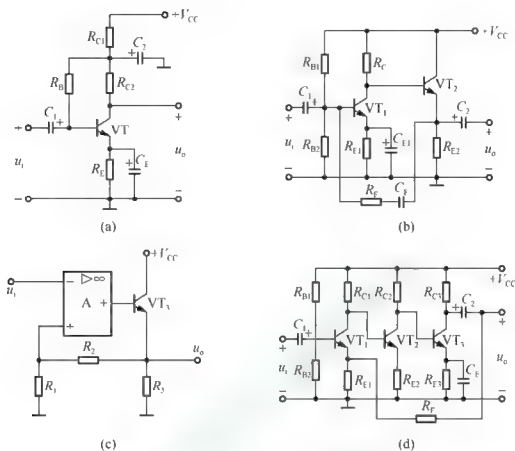 +V_CC
R_C1
C_2
+
R_B
R_C2
C_1
+
VT
+
+
u_i
R_E
+
C_E
u_o
−
−
(a)
+V_CC
R_B1
R_C
VT_2
C_1
+
VT_1
C_2
+
+
+
u_i
R_B2
R_E1
+
C_E1
R_E2
u_o
−
−
R_F
C_F
(b)
+V_CC
u_i
−
▷∞
A
+
VT_3
+
R_2
u_o
R_1
R_3
(c)
+V_CC
R_B1
R_C1
R_C2
R_C3
C_2
+
C_1
+
+
VT_1
VT_2
VT_3
+
u_i
R_B2
R_E1
R_E2
R_E3
+
C_E
u_o
−
−
R_F
(d)